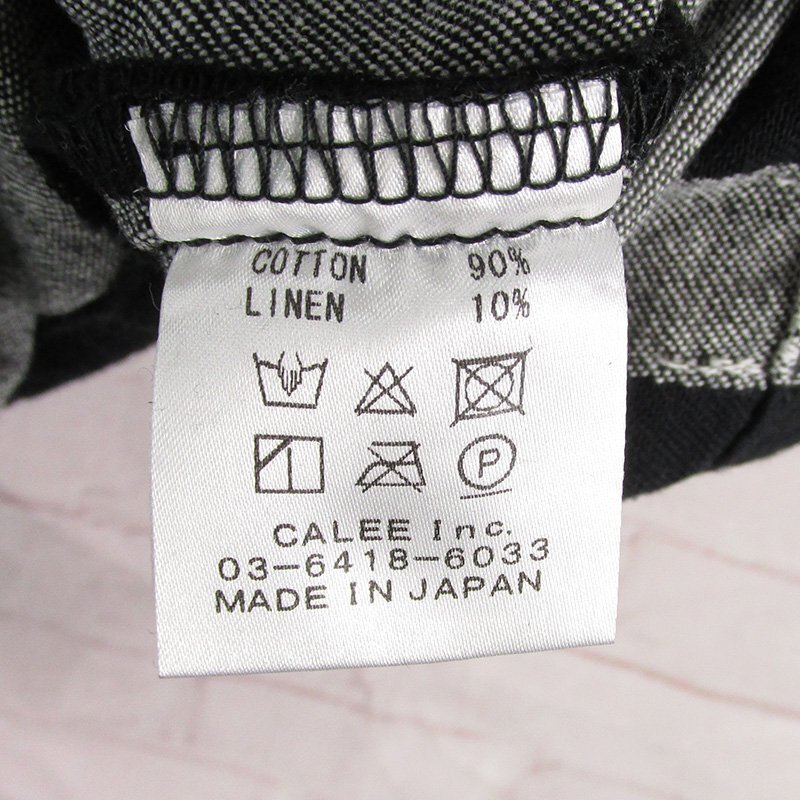 COTTON 90%
LINEN 10%
P
CALEE Inc.
03-6418-6033
MADE IN JAPAN